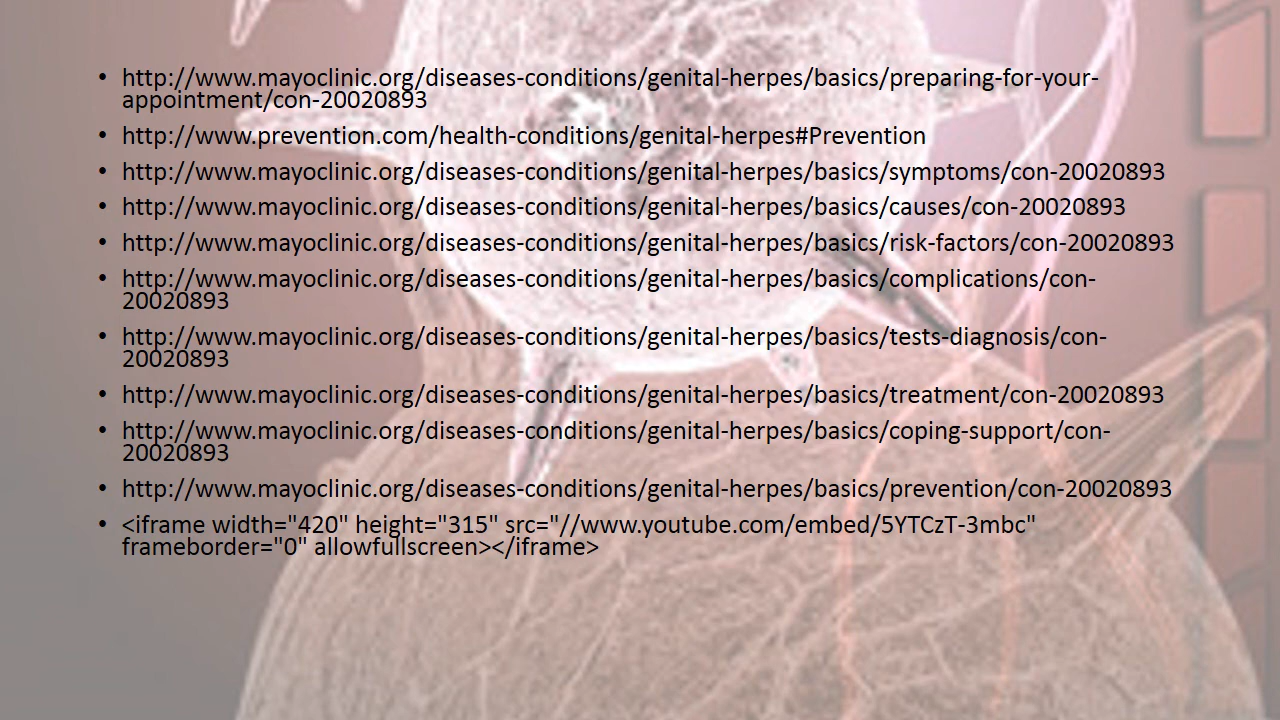 • http://www.mayoclinic.org/diseases-conditions/genital-herpes/basics/preparing-for-your-
appointment/con-20020893
• http://www.prevention.com/health-conditions/genital-herpes#Prevention
• http://www.mayoclinic.org/diseases-conditions/genital-herpes/basics/symptoms/con-20020893
• http://www.mayoclinic.org/diseases-conditions/genital-herpes/basics/causes/con-20020893
• http://www.mayoclinic.org/diseases-conditions/genital-herpes/basics/risk-factors/con-20020893
• http://www.mayoclinic.org/diseases-conditions/genital-herpes/basics/complications/con-
20020893
• http://www.mayoclinic.org/diseases-conditions/genital-herpes/basics/tests-diagnosis/con-
20020893
• http://www.mayoclinic.org/diseases-conditions/genital-herpes/basics/treatment/con-20020893
• http://www.mayoclinic.org/diseases-conditions/genital-herpes/basics/coping-support/con-
20020893
• http://www.mayoclinic.org/diseases-conditions/genital-herpes/basics/prevention/con-20020893
• <iframe width="420" height="315" src="//www.youtube.com/embed/5YTCzT-3mbc"
frameborder="0" allowfullscreen></iframe>